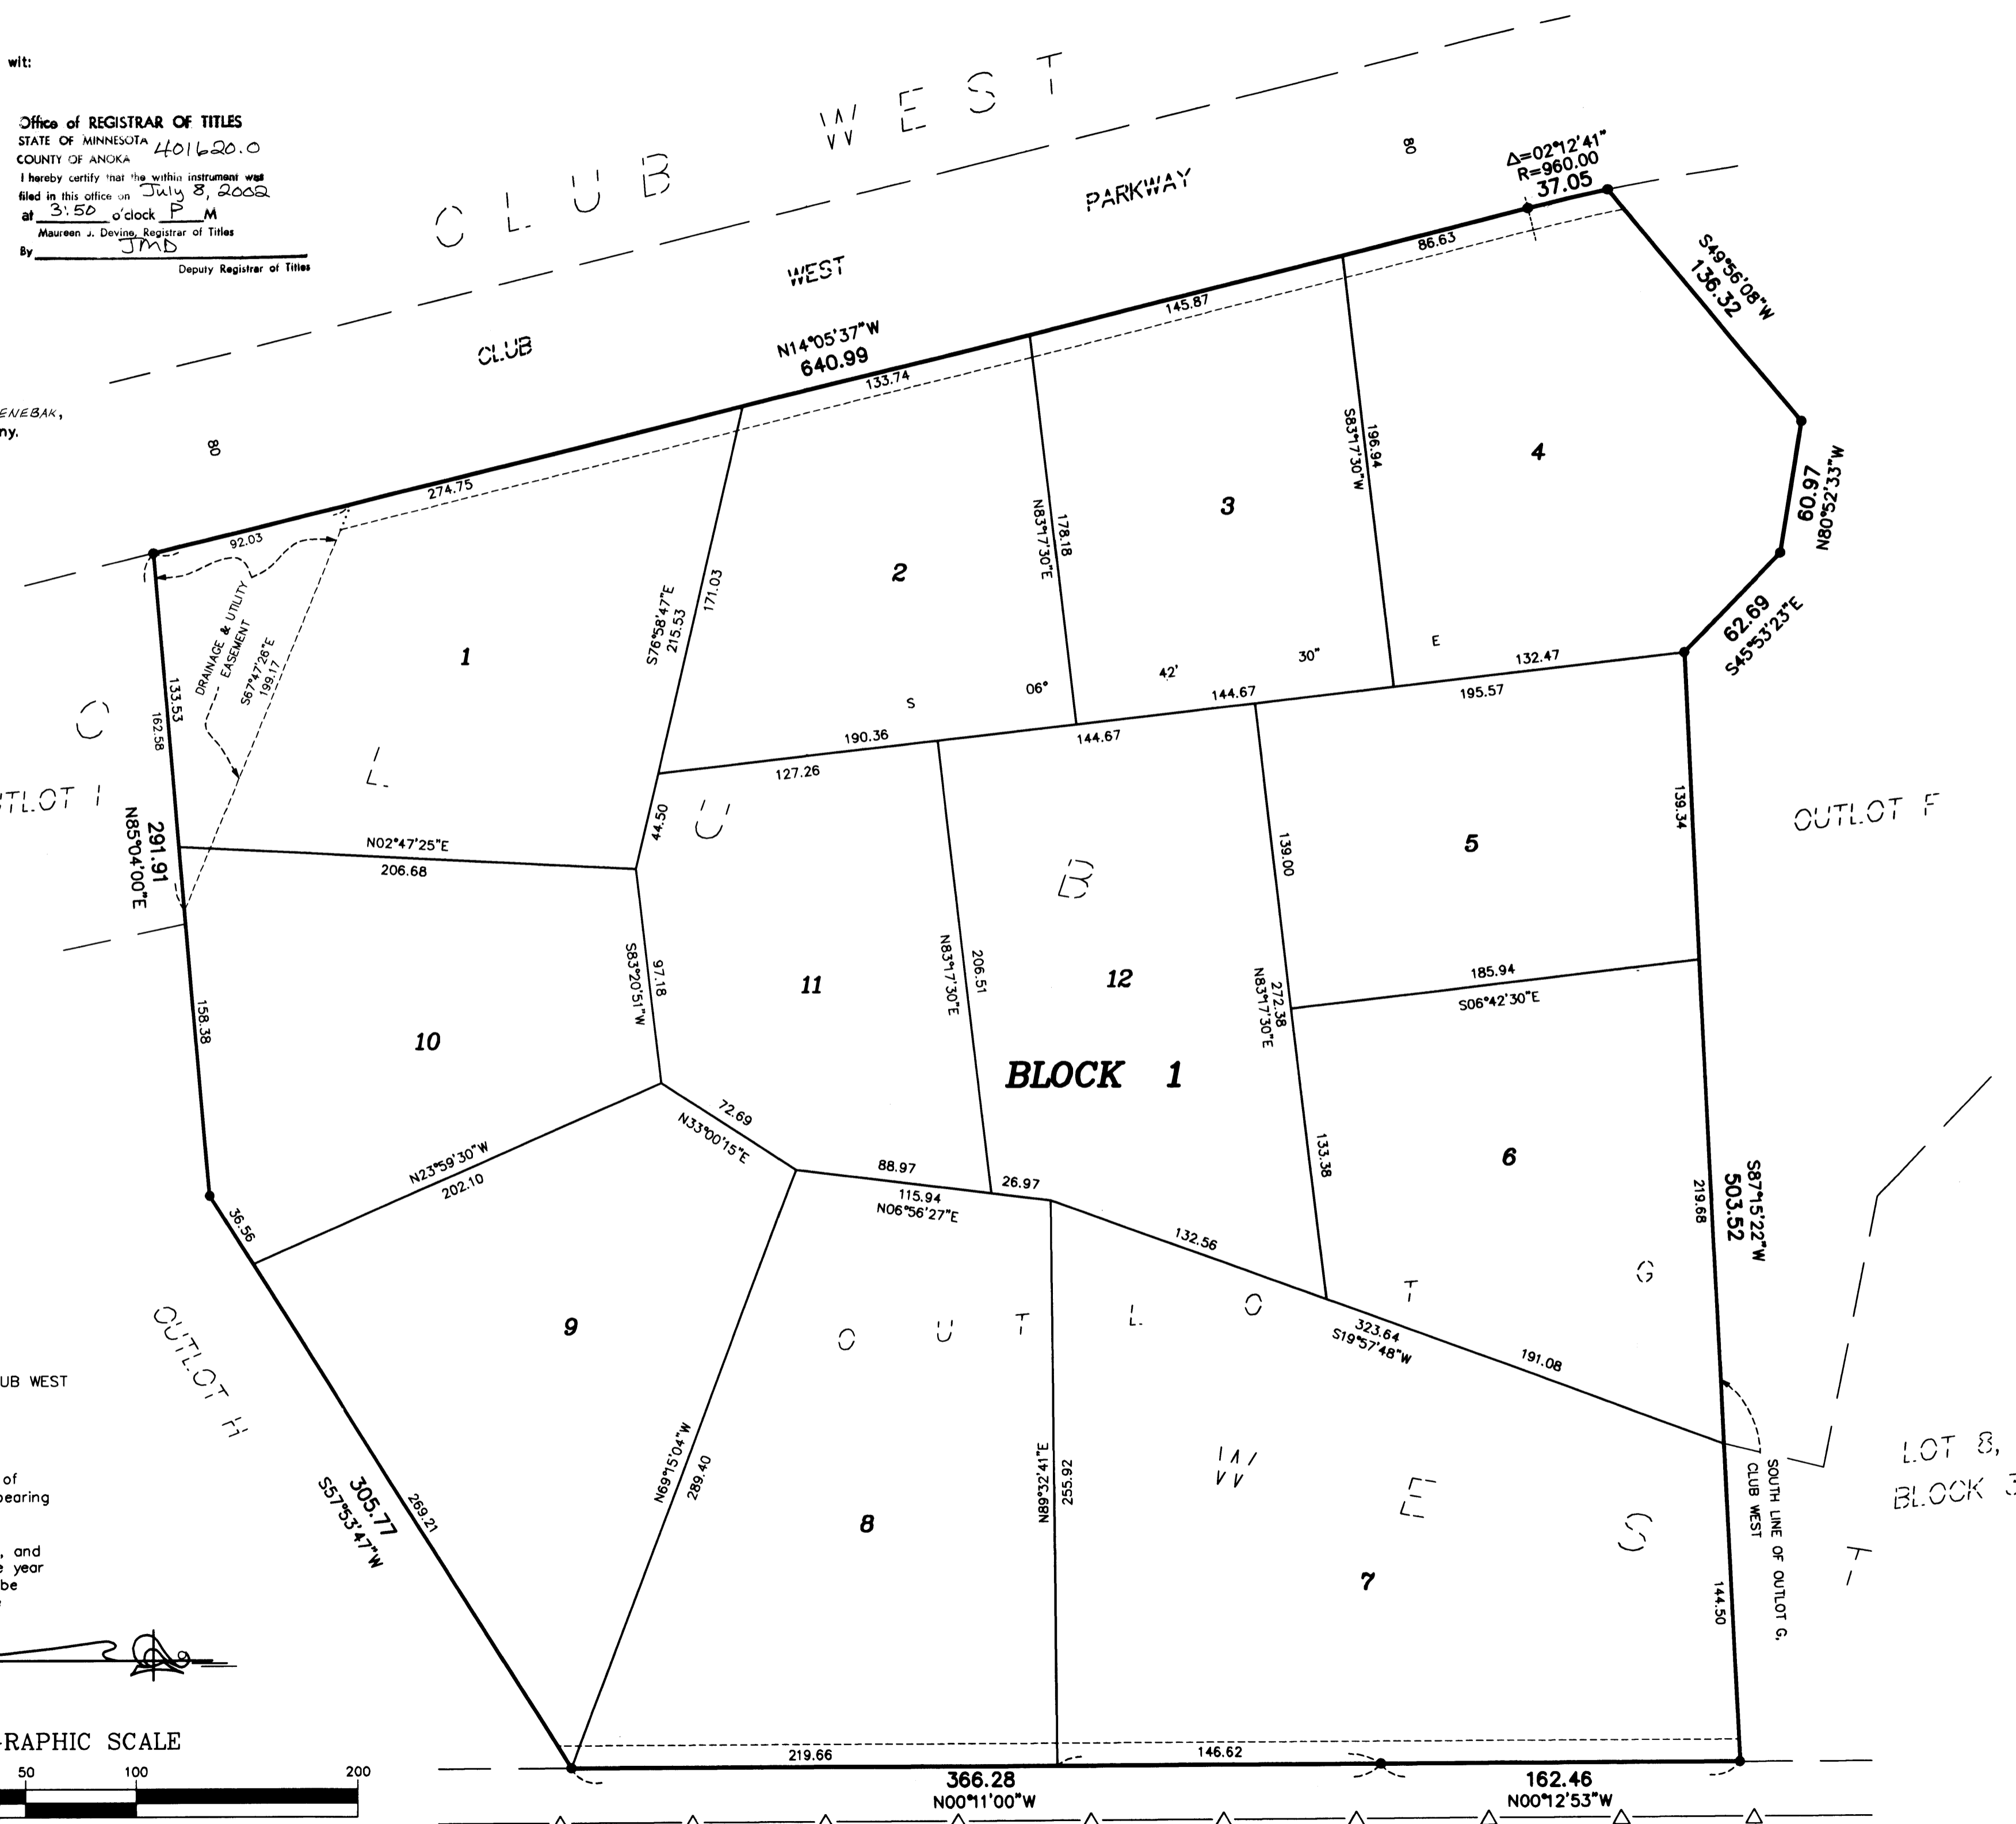 wit:
Office of REGISTRAR OF TITLES
STATE OF MINNESOTA 401620.0
COUNTY OF ANOKA
I hereby certify that the within instrument was
filed in this office on July 8, 2002
at 3:50 o'clock P M
Maureen J. Devine, Registrar of Titles
By JMD
Deputy Registrar of Titles
ENEBAK,
ny.
CLUB WEST
CLUB WEST PARKWAY
80
80
Δ=02°12'41"
R=960.00
37.05
N14°05'37"W
640.99
274.75
133.74
145.87
86.63
92.03
S49°56'08"W
136.32
60.97
N80°52'33"W
62.69
S45°53'23"E
DRAINAGE & UTILITY
EASEMENT
S67°47'26"E
199.17
133.53
162.58
291.91
N85°04'00"E
158.38
1
S76°58'47"E
215.53
171.03
44.50
2
N83°17'30"E
178.18
3
S83°17'30"W
196.94
4
S 06° 42' 30" E
190.36
144.67
132.47
127.26
144.67
195.57
N02°47'25"E
206.68
OUTLOT F
139.34
5
139.00
185.94
S06°42'30"E
272.38
N83°17'30"E
133.38
10
S83°20'51"W
97.18
11
N83°17'30"E
206.51
12
BLOCK 1
6
219.68
S87°15'22"W
503.52
72.69
N33°00'15"E
88.97
26.97
115.94
N06°56'27"E
N23°59'30"W
202.10
36.56
132.56
323.64
S19°57'48"W
191.08
9
OUTLOT G
C L U B W E S T
OUTLOT H
305.77
S57°53'47"W
269.21
N69°15'04"W
289.40
8
N89°32'41"E
255.92
7
144.50
SOUTH LINE OF OUTLOT G,
CLUB WEST
LOT 8,
BLOCK 3
UTLOT I
UB WEST
of
bearing
, and
e year
be
219.66
146.62
366.28
N00°11'00"W
162.46
N00°12'53"W
RAPHIC SCALE
50 100 200